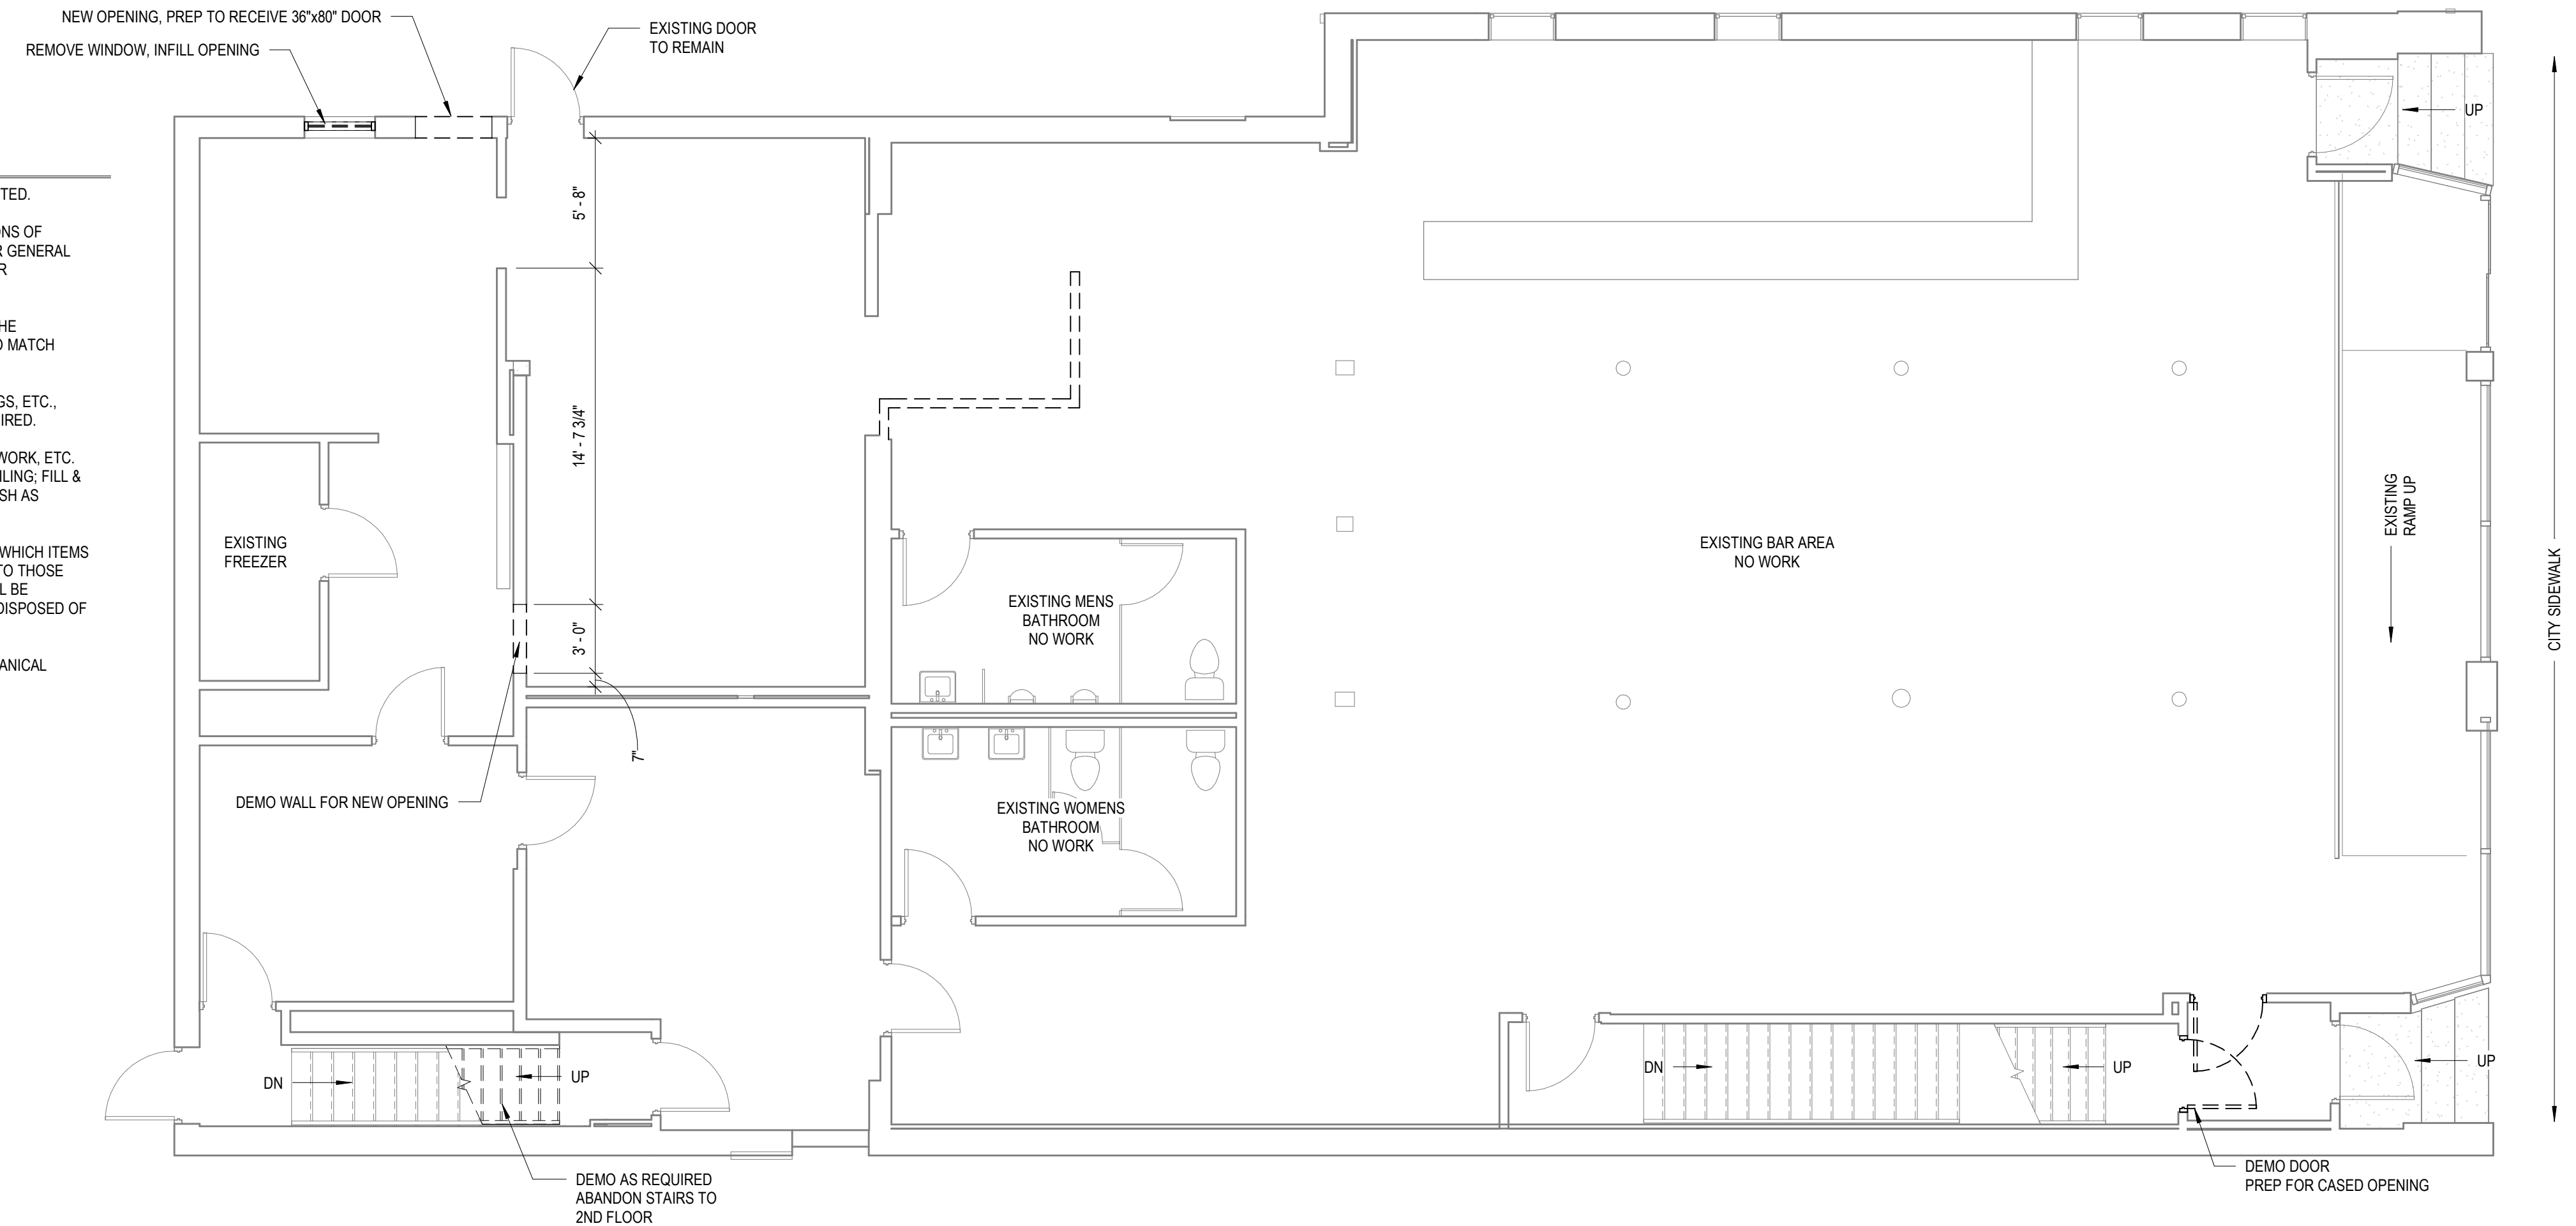 NEW OPENING, PREP TO RECEIVE 36"x80" DOOR
REMOVE WINDOW, INFILL OPENING
EXISTING DOOR
TO REMAIN
UP
TED.
ONS OF
R GENERAL
R
HE
O MATCH
GS, ETC.,
IRED.
WORK, ETC.
ILING; FILL &
SH AS
WHICH ITEMS
TO THOSE
L BE
DISPOSED OF
ANICAL
5' - 8"
14' - 7 3/4"
3' - 0"
7"
EXISTING
FREEZER
EXISTING MENS
BATHROOM
NO WORK
EXISTING BAR AREA
NO WORK
EXISTING
RAMP UP
CITY SIDEWALK
DEMO WALL FOR NEW OPENING
EXISTING WOMENS
BATHROOM
NO WORK
DN
UP
DN
UP
UP
DEMO AS REQUIRED
ABANDON STAIRS TO
2ND FLOOR
DEMO DOOR
PREP FOR CASED OPENING